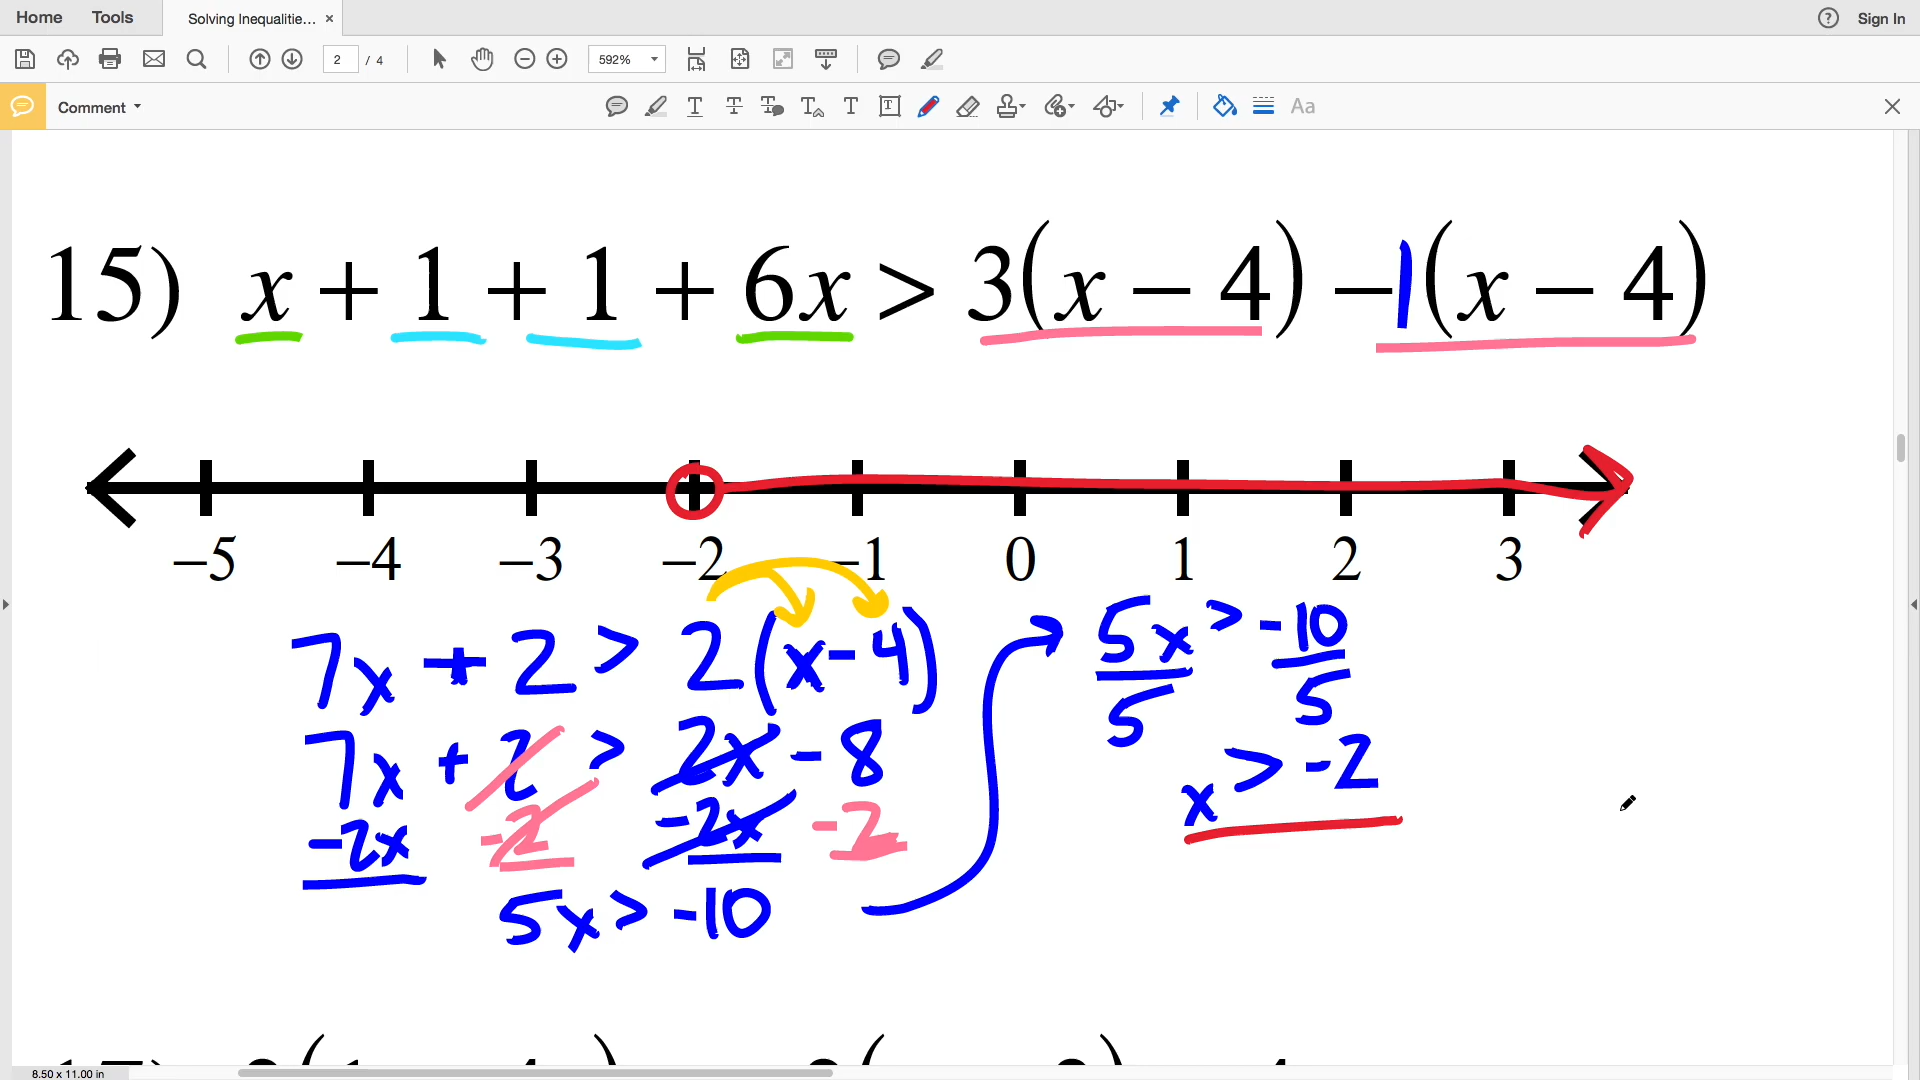 Home Tools Solving Inequalitie... × Sign In
2 / 4 592%
Comment Aa
15) x + 1 + 1 + 6x > 3(x − 4) −1(x − 4)
−5 −4 −3 −2 −1 0 1 2 3
7x + 2 > 2(x - 4)
7x + 2 > 2x - 8
-2x -2 -2x -2
5x > -10
5x > -10
5 5
x > -2
8.50 x 11.00 in